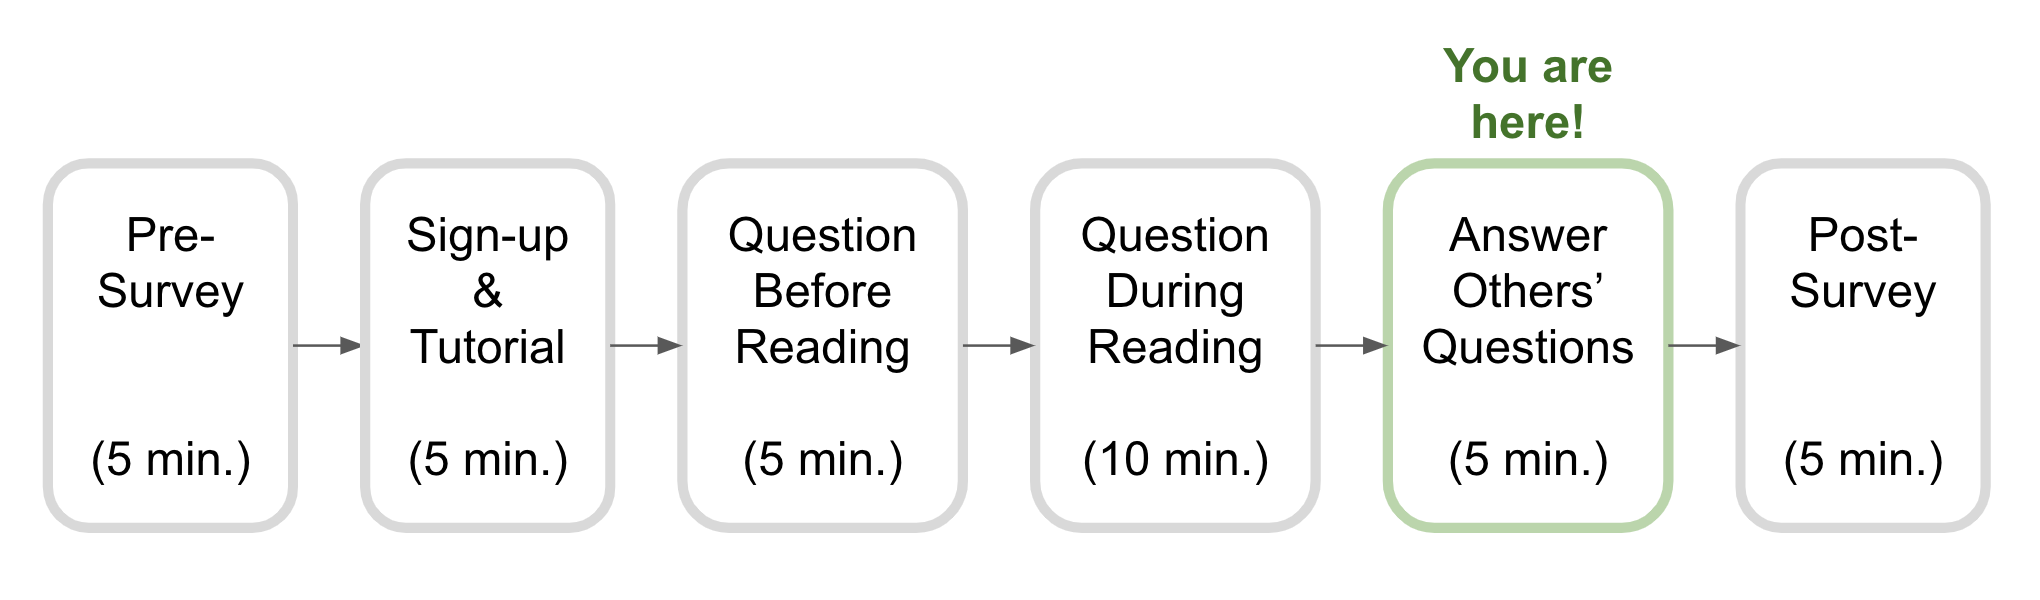 You are
here!
Pre-
Survey
(5 min.)
Sign-up
&
Tutorial
(5 min.)
Question
Before
Reading
(5 min.)
Question
During
Reading
(10 min.)
Answer
Others’
Questions
(5 min.)
Post-
Survey
(5 min.)